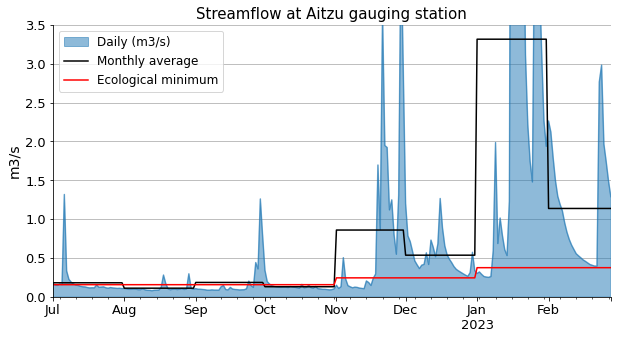 Streamflow at Aitzu gauging station
Daily (m3/s)
Monthly average
Ecological minimum
m3/s
3.5
3.0
2.5
2.0
1.5
1.0
0.5
0.0
Jul Aug Sep Oct Nov Dec Jan Feb
2023